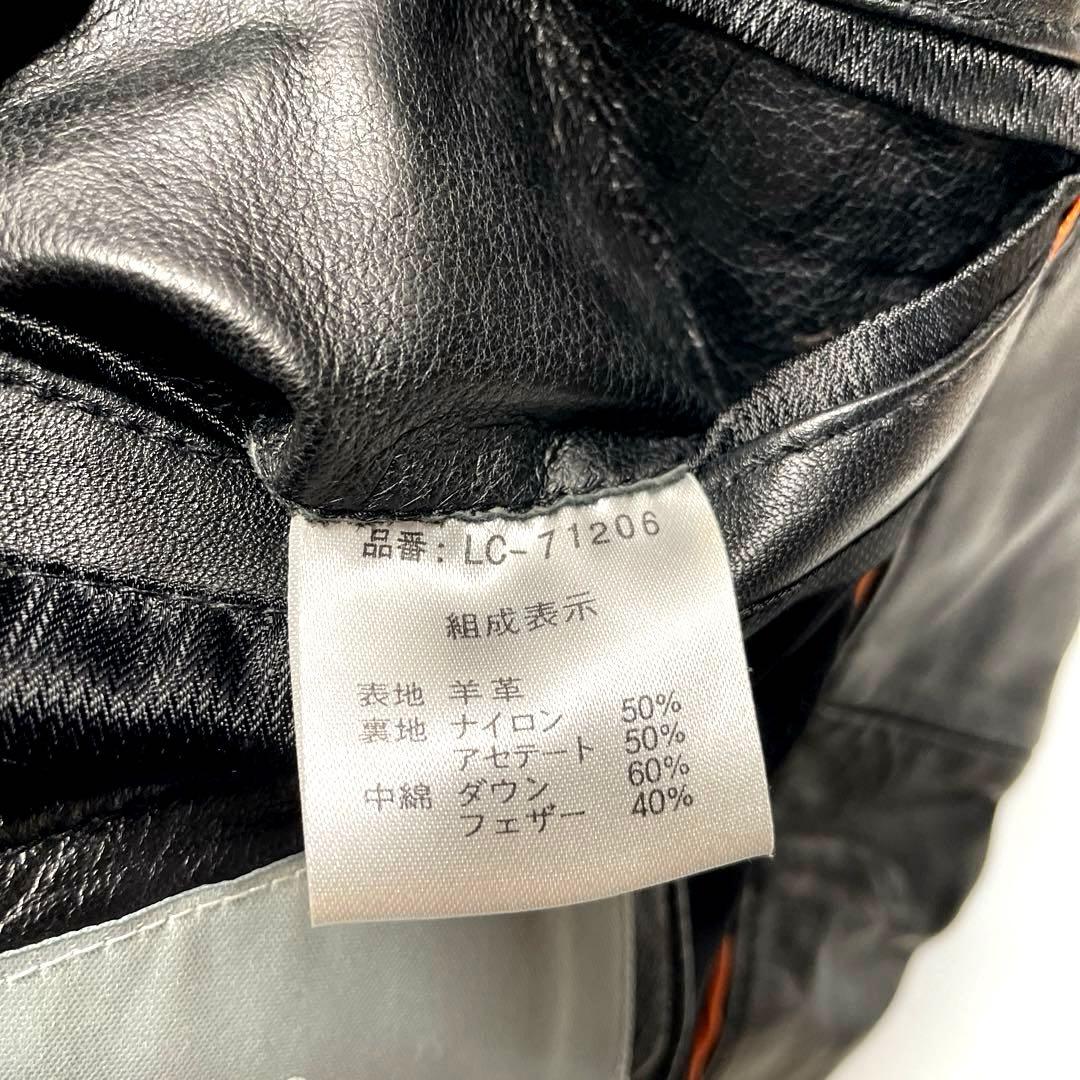 品番: LC-71206
組成表示
表地 羊革
裏地 ナイロン 50%
アセテート 50%
中綿 ダウン 60%
フェザー 40%